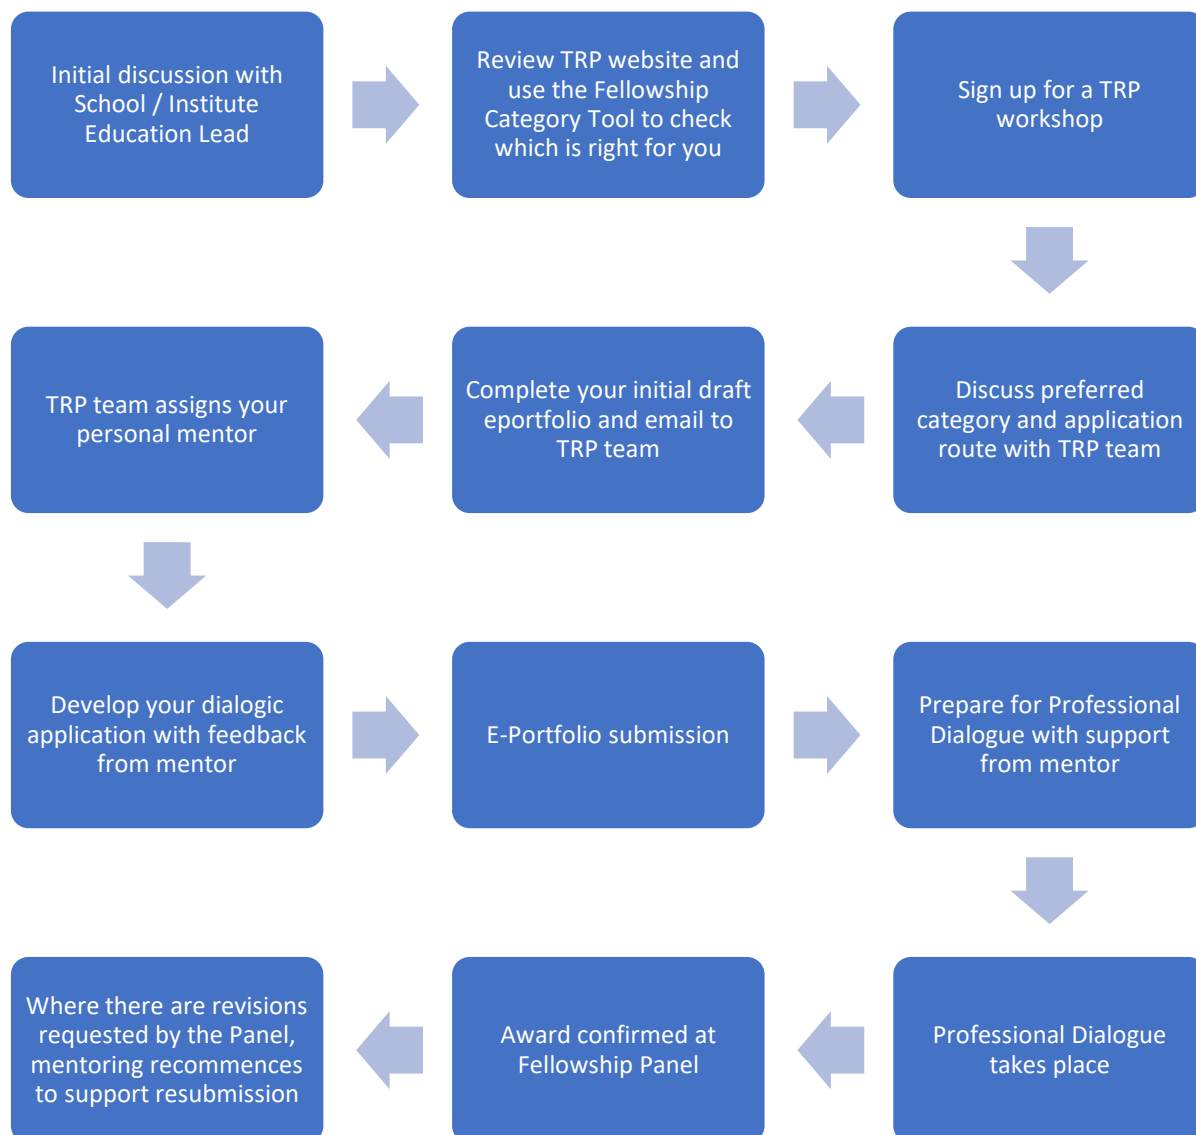 Initial discussion with
School / Institute
Education Lead
Review TRP website and
use the Fellowship
Category Tool to check
which is right for you
Sign up for a TRP
workshop
Discuss preferred
category and application
route with TRP team
Complete your initial draft
eportfolio and email to
TRP team
TRP team assigns your
personal mentor
Develop your dialogic
application with feedback
from mentor
E-Portfolio submission
Prepare for Professional
Dialogue with support
from mentor
Professional Dialogue
takes place
Award confirmed at
Fellowship Panel
Where there are revisions
requested by the Panel,
mentoring recommences
to support resubmission